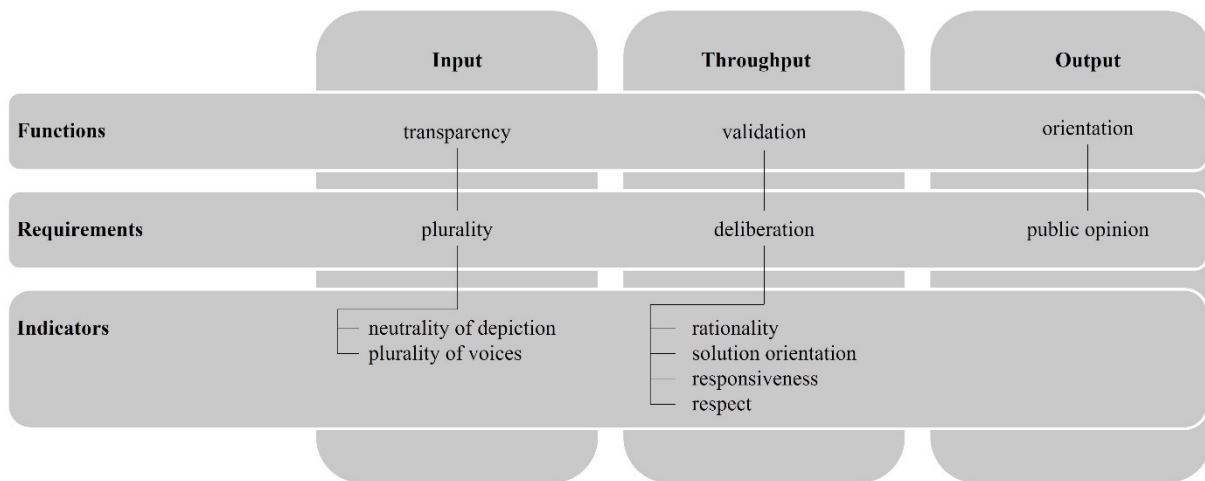 Input Throughput Output
Functions transparency validation orientation
Requirements plurality deliberation public opinion
Indicators neutrality of depiction rationality
plurality of voices solution orientation
responsiveness
respect